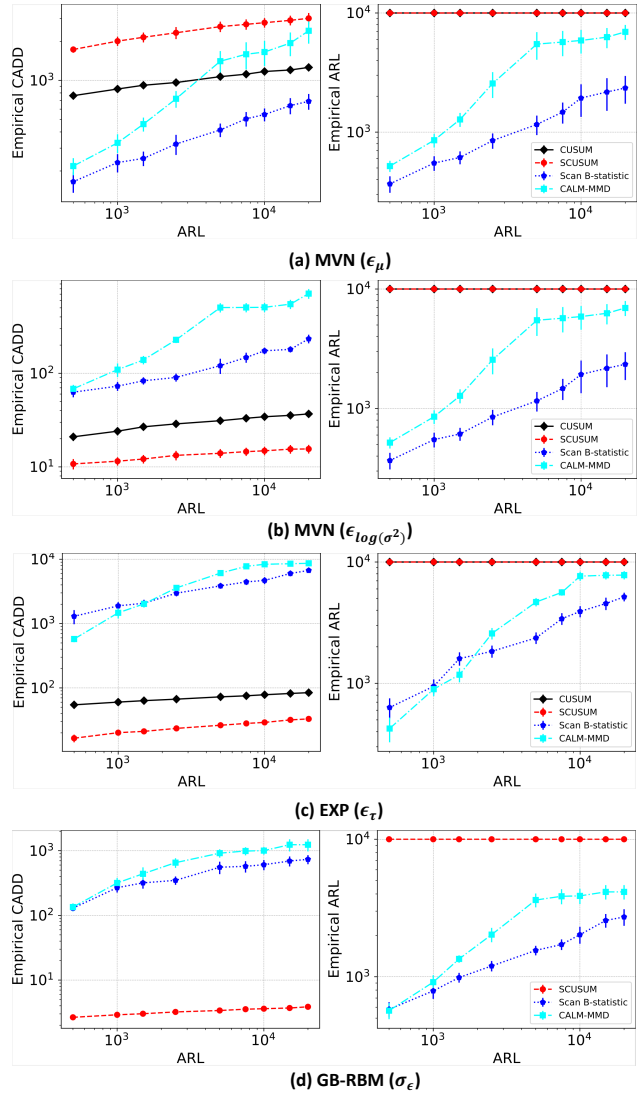 Empirical CADD
10^3
10^3
10^4
ARL
Empirical ARL
10^4
10^3
10^3
10^4
ARL
CUSUM
SCUSUM
Scan B-statistic
CALM-MMD
(a) MVN (ϵ_μ)
Empirical CADD
10^2
10^1
10^3
10^4
ARL
Empirical ARL
10^4
10^3
10^3
10^4
ARL
CUSUM
SCUSUM
Scan B-statistic
CALM-MMD
(b) MVN (ϵ_{log(σ^2)})
Empirical CADD
10^4
10^3
10^2
10^3
10^4
ARL
Empirical ARL
10^4
10^3
10^3
10^4
ARL
CUSUM
SCUSUM
Scan B-statistic
CALM-MMD
(c) EXP (ϵ_τ)
Empirical CADD
10^3
10^2
10^1
10^3
10^4
ARL
Empirical ARL
10^4
10^3
10^3
10^4
ARL
SCUSUM
Scan B-statistic
CALM-MMD
(d) GB-RBM (σ_ϵ)